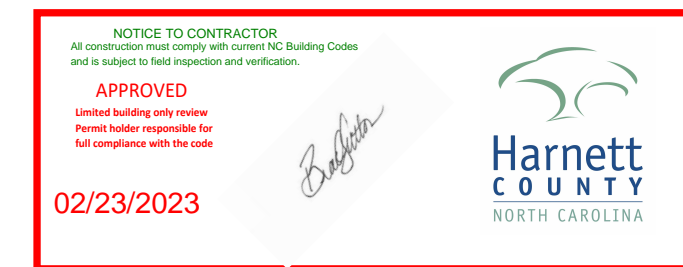 NOTICE TO CONTRACTOR
All construction must comply with current NC Building Codes
and is subject to field inspection and verification.
APPROVED
Limited building only review
Permit holder responsible for
full compliance with the code
02/23/2023
Brad Sutton
Harnett
COUNTY
NORTH CAROLINA